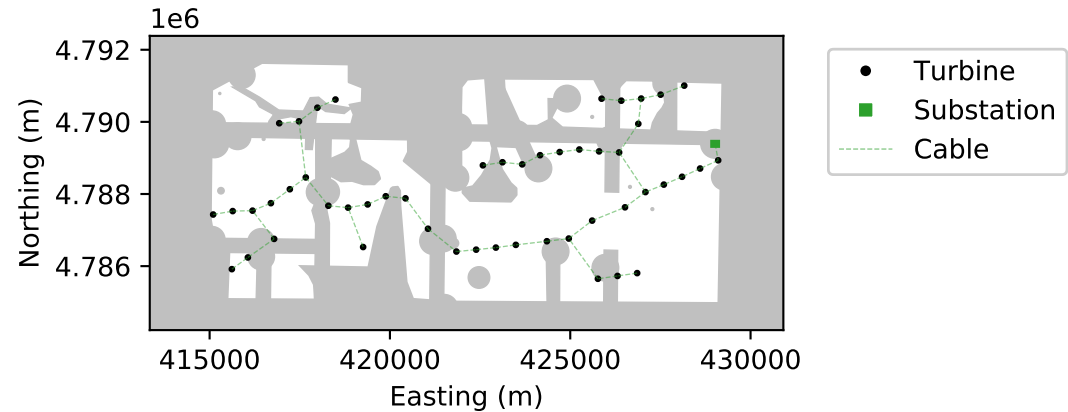 1e6
4.792
4.790
4.788
4.786
Northing (m)
415000 420000 425000 430000
Easting (m)
Turbine
Substation
Cable